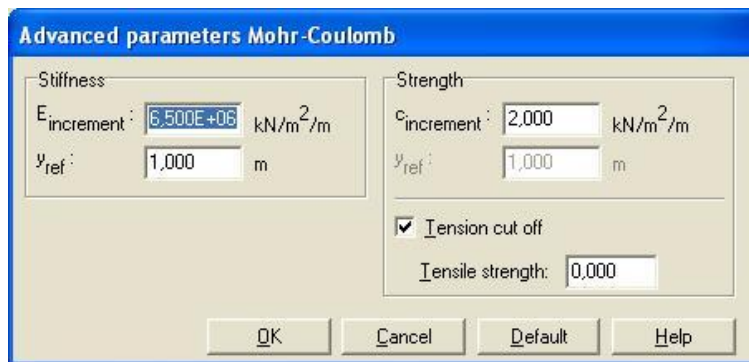 Advanced parameters Mohr-Coulomb
Stiffness
E increment : 6,500E+06 kN/m²/m
y ref : 1,000 m
Strength
c increment : 2,000 kN/m²/m
y ref : 1,000 m
Tension cut off
Tensile strength: 0,000
OK Cancel Default Help